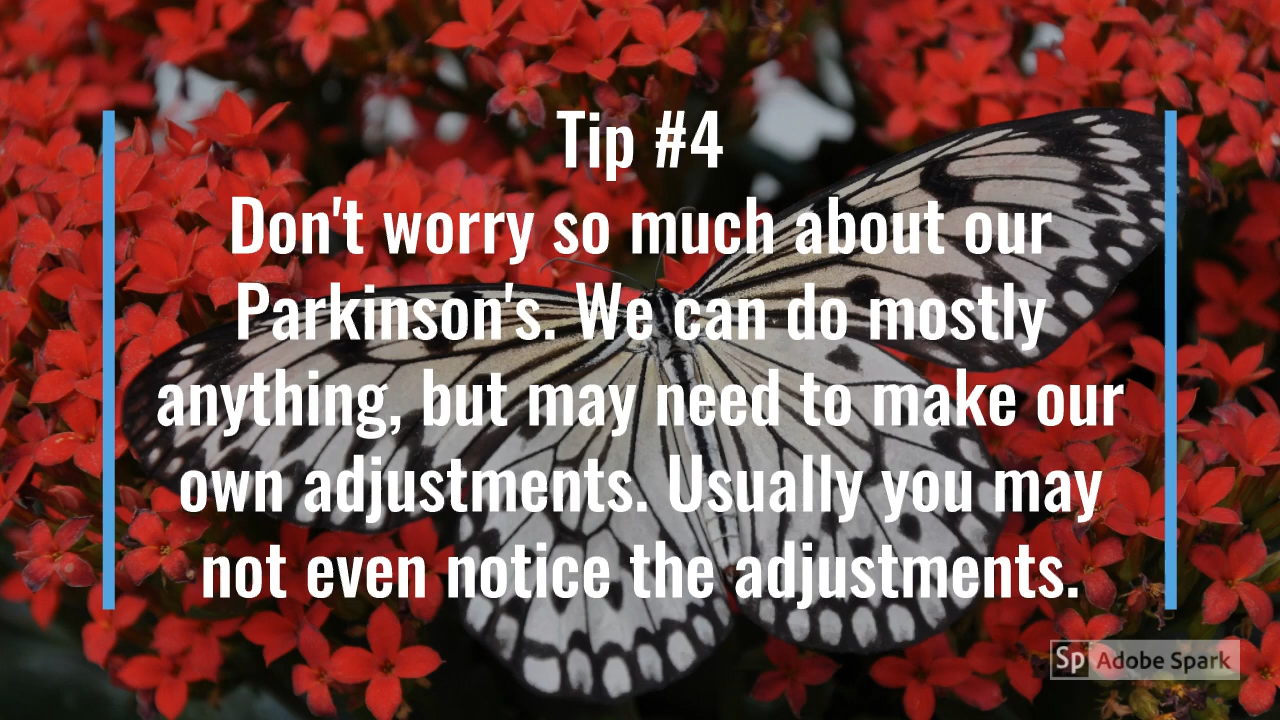 Tip #4
Don't worry so much about our
Parkinson's. We can do mostly
anything, but may need to make our
own adjustments. Usually you may
not even notice the adjustments.
Sp Adobe Spark